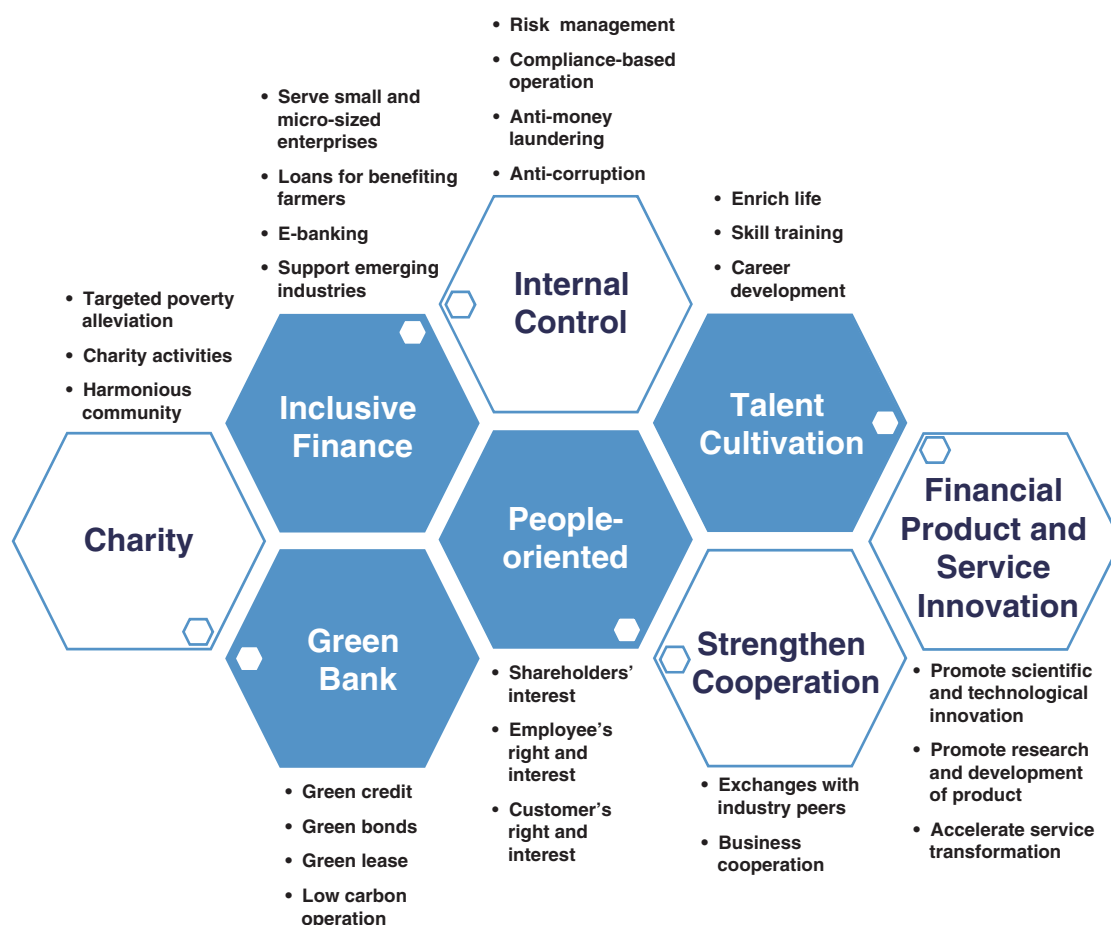 • Risk management
• Compliance-based
operation
• Anti-money
laundering
• Anti-corruption
• Serve small and
micro-sized
enterprises
• Loans for benefiting
farmers
• E-banking
• Support emerging
industries
• Enrich life
• Skill training
• Career
development
• Targeted poverty
alleviation
• Charity activities
• Harmonious
community
Internal
Control
Inclusive
Finance
Talent
Cultivation
Charity
People-
oriented
Financial
Product and
Service
Innovation
Green
Bank
Strengthen
Cooperation
• Shareholders’
interest
• Employee’s
right and
interest
• Customer’s
right and
interest
• Promote scientific
and technological
innovation
• Promote research
and development
of product
• Accelerate service
transformation
• Exchanges with
industry peers
• Business
cooperation
• Green credit
• Green bonds
• Green lease
• Low carbon
operation